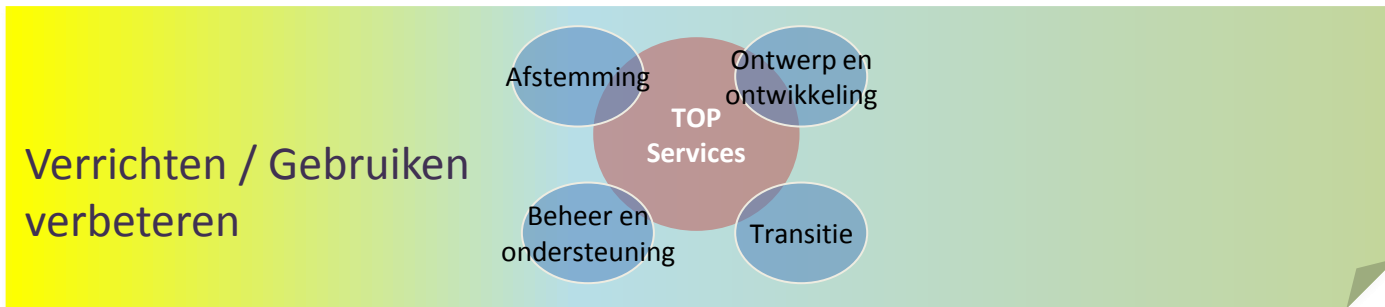 Verrichten / Gebruiken
verbeteren
Afstemming
Ontwerp en
ontwikkeling
TOP
Services
Beheer en
ondersteuning
Transitie